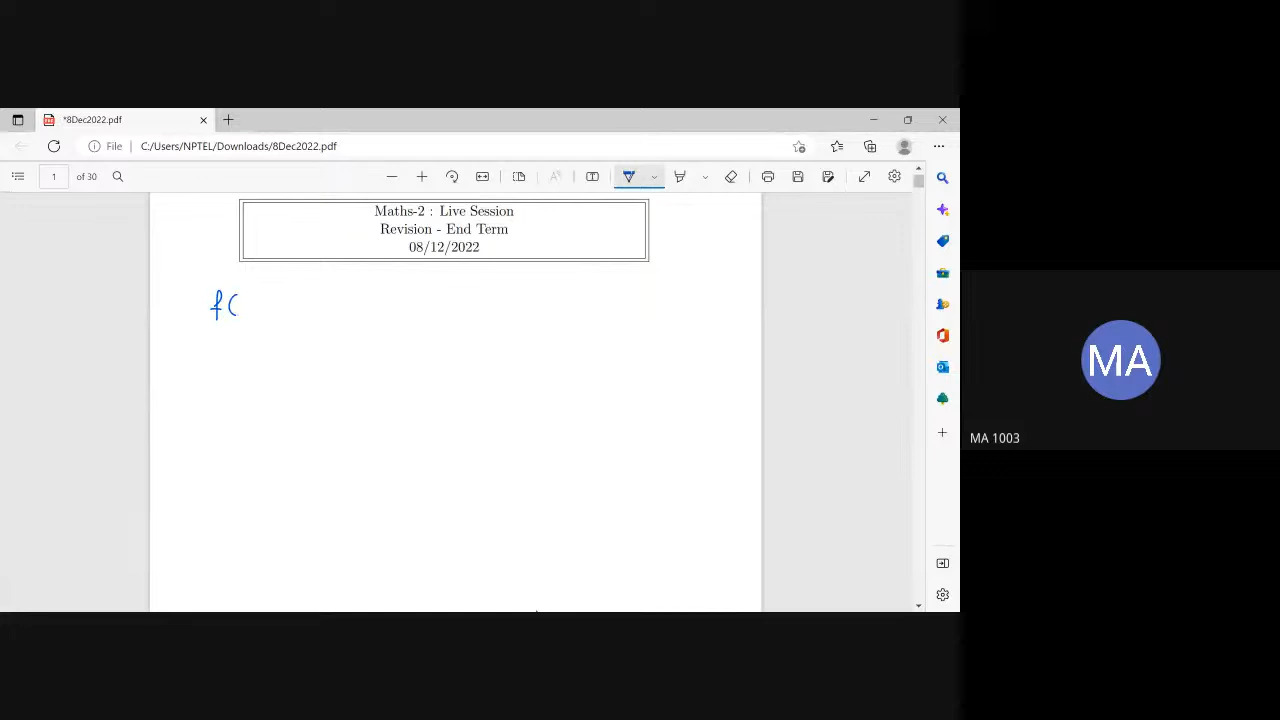 *8Dec2022.pdf
File
C:/Users/NPTEL/Downloads/8Dec2022.pdf
1 of 30
Maths-2 : Live Session
Revision - End Term
08/12/2022
f(
MA
MA 1003